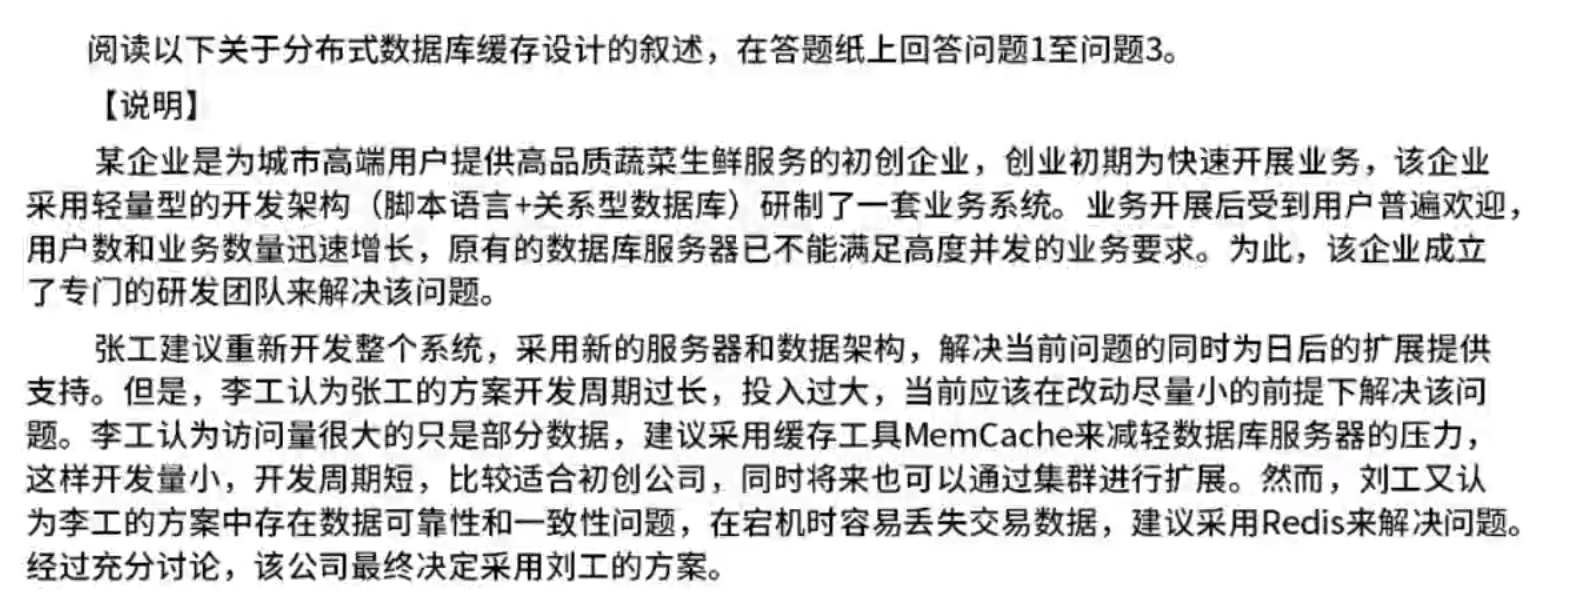 阅读以下关于分布式数据库缓存设计的叙述，在答题纸上回答问题1至问题3。
【说明】
某企业是为城市高端用户提供高品质蔬菜生鲜服务的初创企业，创业初期为快速开展业务，该企业
采用轻量型的开发架构（脚本语言+关系型数据库）研制了一套业务系统。业务开展后受到用户普遍欢迎，
用户数和业务数量迅速增长，原有的数据库服务器已不能满足高度并发的业务要求。为此，该企业成立
了专门的研发团队来解决该问题。
张工建议重新开发整个系统，采用新的服务器和数据架构，解决当前问题的同时为日后的扩展提供
支持。但是，李工认为张工的方案开发周期过长，投入过大，当前应该在改动尽量小的前提下解决该问
题。李工认为访问量很大的只是部分数据，建议采用缓存工具MemCache来减轻数据库服务器的压力，
这样开发量小，开发周期短，比较适合初创公司，同时将来也可以通过集群进行扩展。然而，刘工又认
为李工的方案中存在数据可靠性和一致性问题，在宕机时容易丢失交易数据，建议采用Redis来解决问题。
经过充分讨论，该公司最终决定采用刘工的方案。